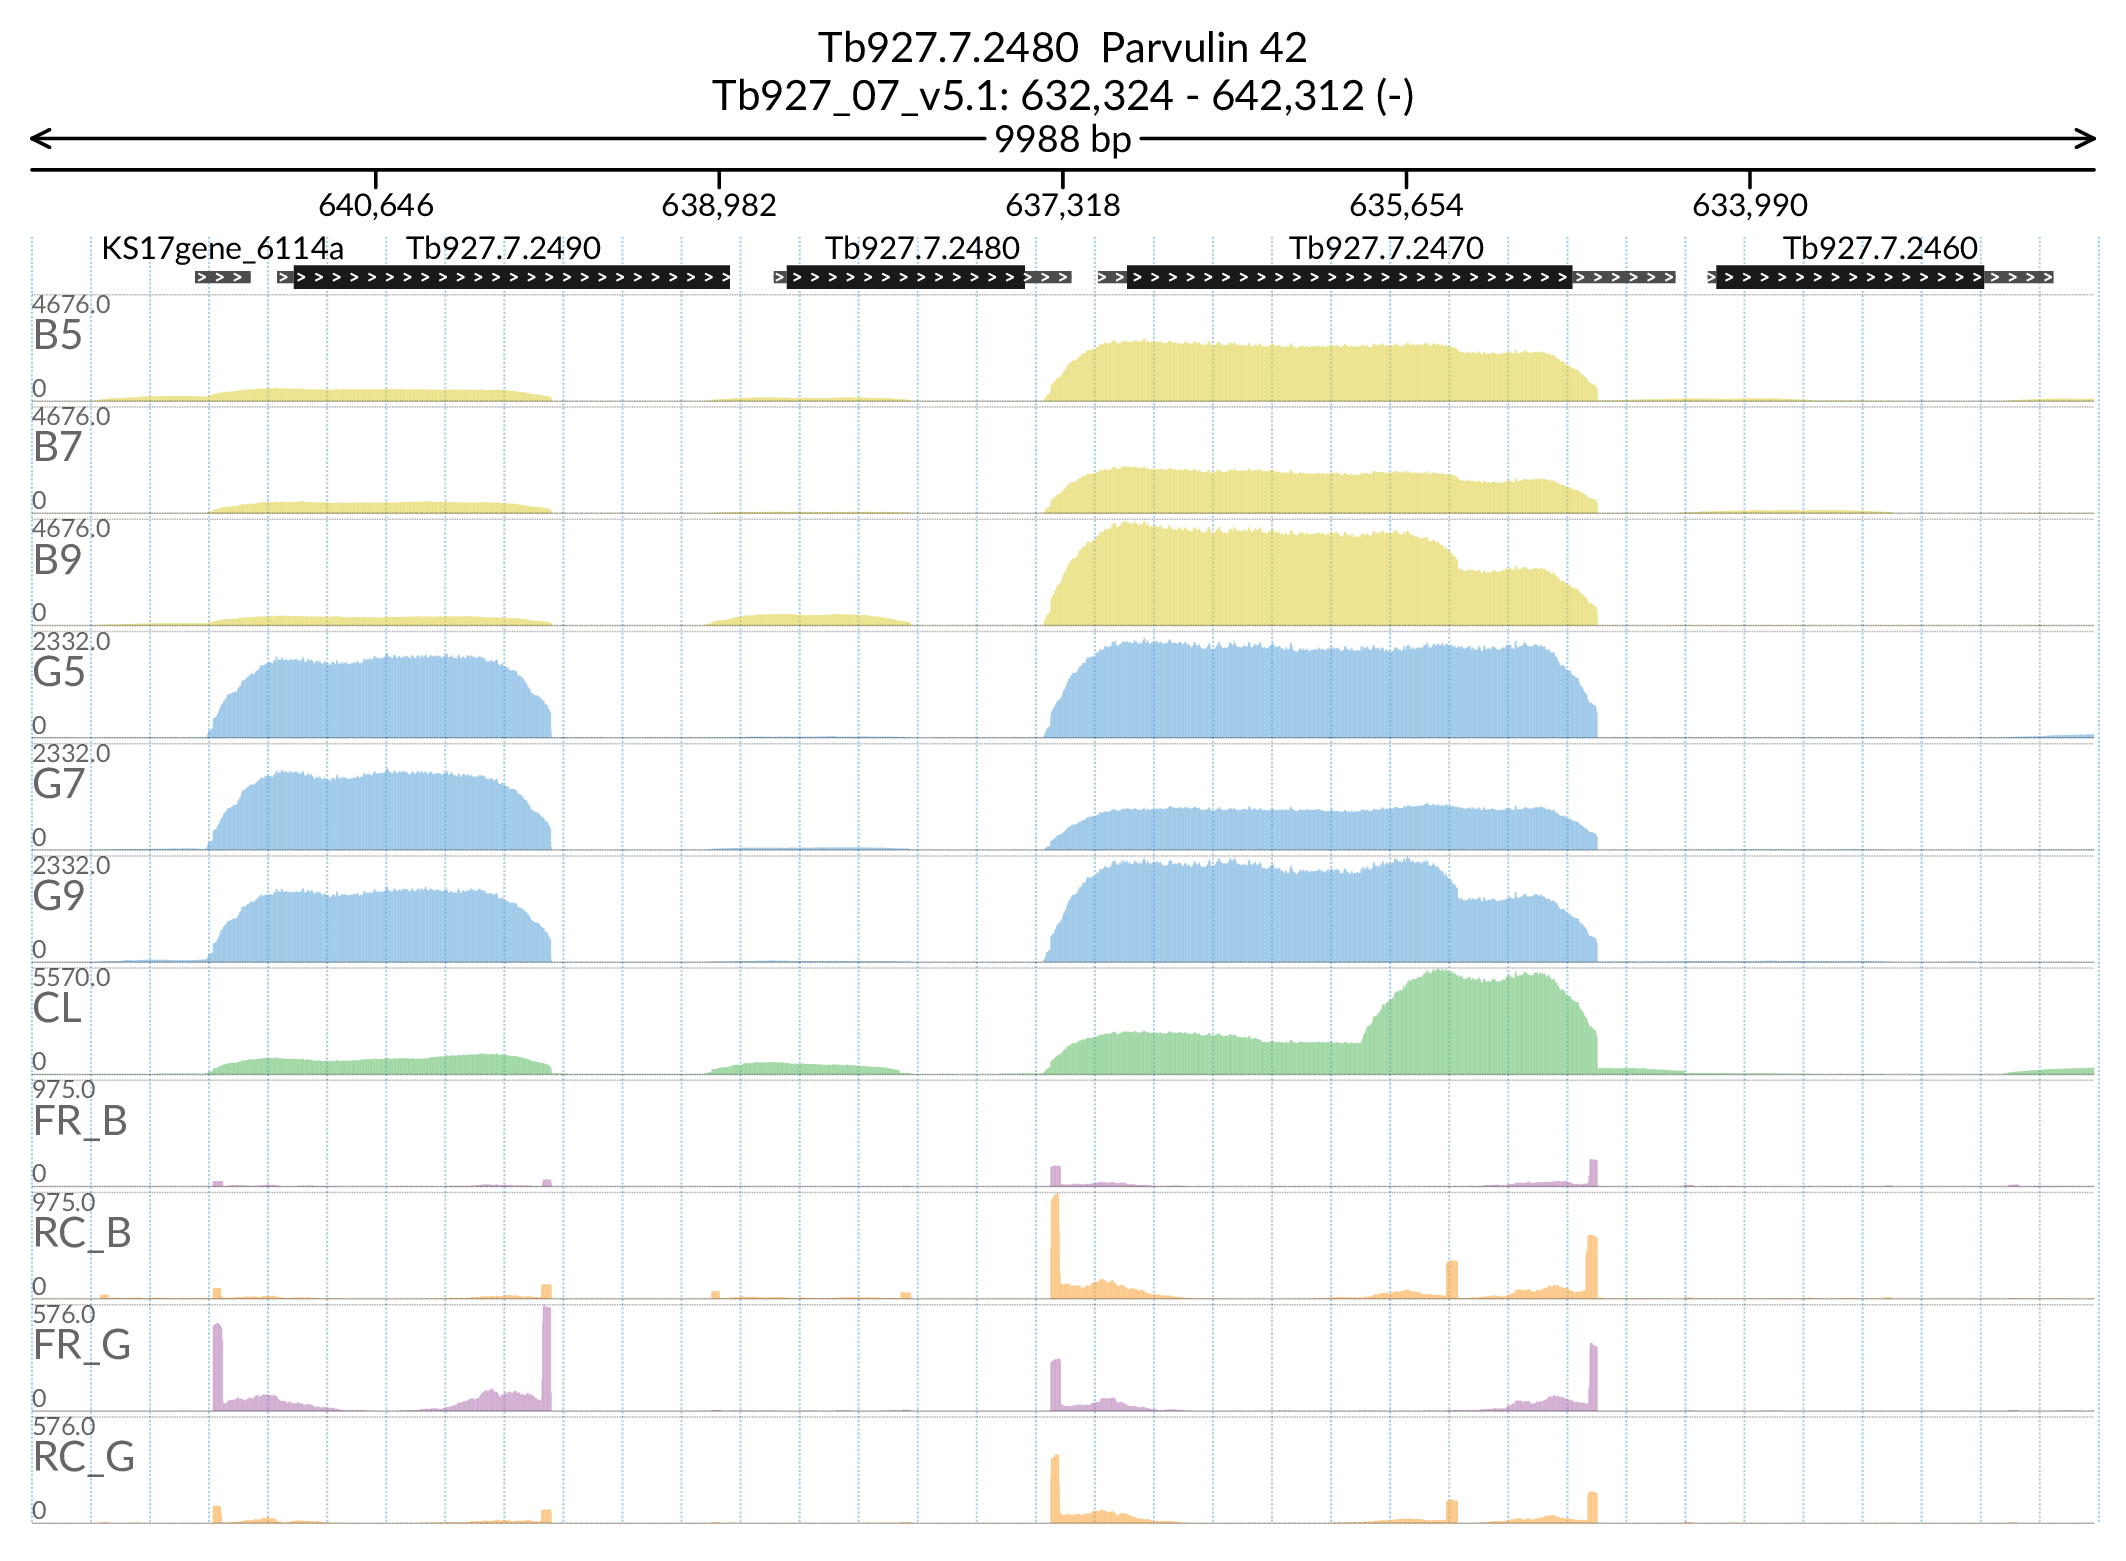 Tb927.7.2480  Parvulin 42
Tb927_07_v5.1: 632,324 - 642,312 (-)
9988 bp
640,646 638,982 637,318 635,654 633,990
KS17gene_6114a Tb927.7.2490 Tb927.7.2480 Tb927.7.2470 Tb927.7.2460
4676.0
B5
0
4676.0
B7
0
4676.0
B9
0
2332.0
G5
0
2332.0
G7
0
2332.0
G9
0
5570.0
CL
0
975.0
FR_B
0
975.0
RC_B
0
576.0
FR_G
0
576.0
RC_G
0